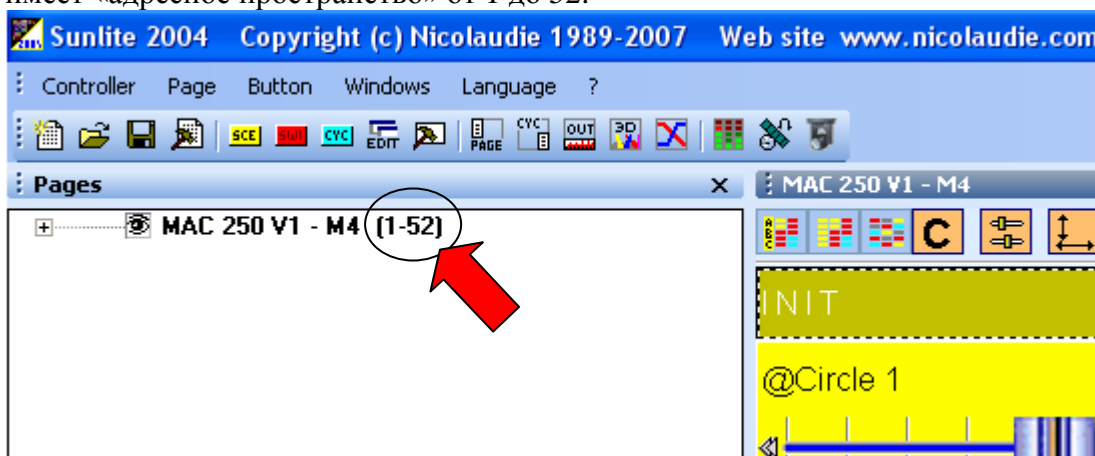 имеет «адресное пространство» от 1 до 52.
Sunlite 2004 Copyright (c) Nicolaudie 1989-2007 Web site www.nicolaudie.com
Controller Page Button Windows Language ?
SCE SWI CYC EDIT PAGE CYC OUT 3D
Pages
MAC 250 V1 - M4
MAC 250 V1 - M4 (1-52)
ABC C
INIT
@Circle 1